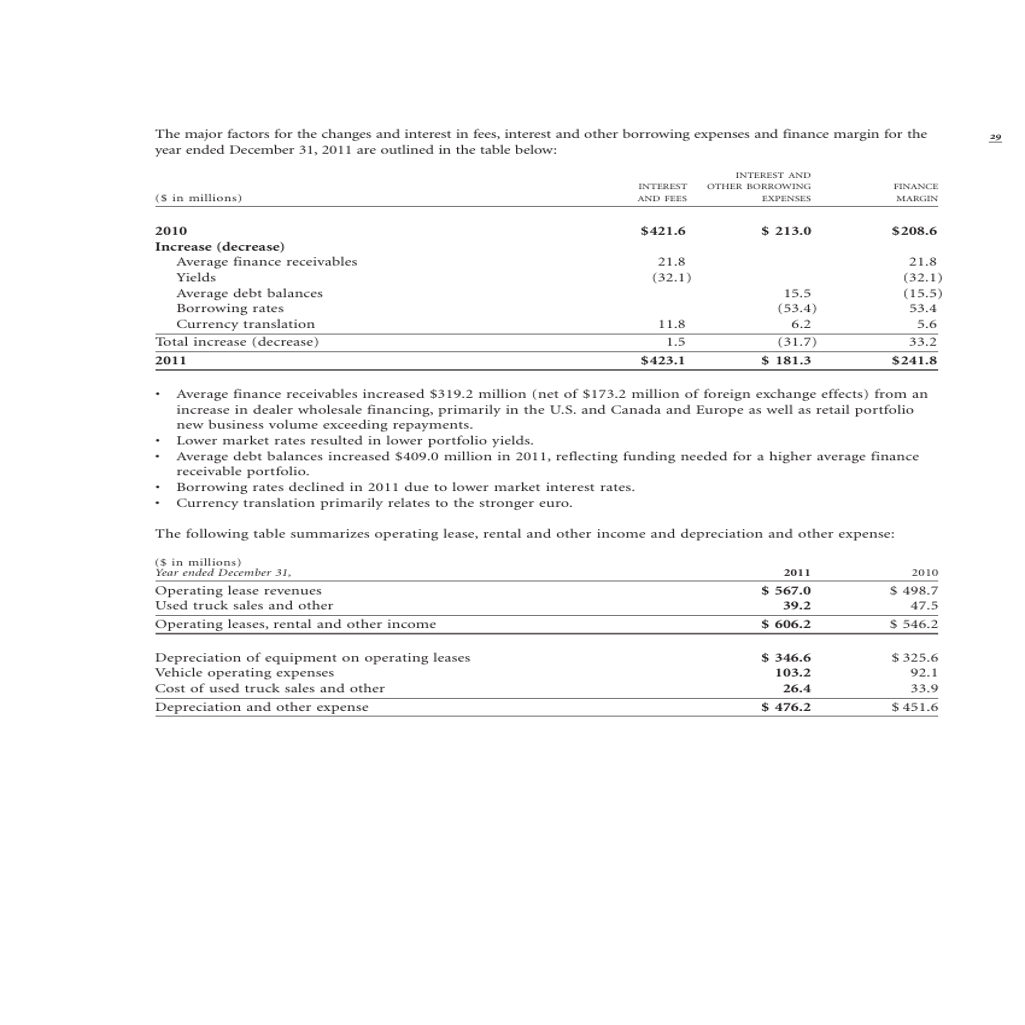 The major factors for the changes and interest in fees, interest and other borrowing expenses and finance margin for the
29
year ended December 31, 2011 are outlined in the table below:
INTEREST AND
INTEREST OTHER BORROWING FINANCE
($ in millions) AND FEES EXPENSES MARGIN
2010 $421.6 $ 213.0 $208.6
Increase (decrease)
Average finance receivables 21.8 21.8
Yields (32.1) (32.1)
Average debt balances 15.5 (15.5)
Borrowing rates (53.4) 53.4
Currency translation 11.8 6.2 5.6
Total increase (decrease) 1.5 (31.7) 33.2
2011 $423.1 $ 181.3 $241.8
• Average finance receivables increased $319.2 million (net of $173.2 million of foreign exchange effects) from an
increase in dealer wholesale financing, primarily in the U.S. and Canada and Europe as well as retail portfolio
new business volume exceeding repayments.
• Lower market rates resulted in lower portfolio yields.
• Average debt balances increased $409.0 million in 2011, reflecting funding needed for a higher average finance
receivable portfolio.
• Borrowing rates declined in 2011 due to lower market interest rates.
• Currency translation primarily relates to the stronger euro.
The following table summarizes operating lease, rental and other income and depreciation and other expense:
($ in millions)
Year ended December 31, 2011 2010
Operating lease revenues $ 567.0 $ 498.7
Used truck sales and other 39.2 47.5
Operating leases, rental and other income $ 606.2 $ 546.2
Depreciation of equipment on operating leases $ 346.6 $ 325.6
Vehicle operating expenses 103.2 92.1
Cost of used truck sales and other 26.4 33.9
Depreciation and other expense $ 476.2 $ 451.6